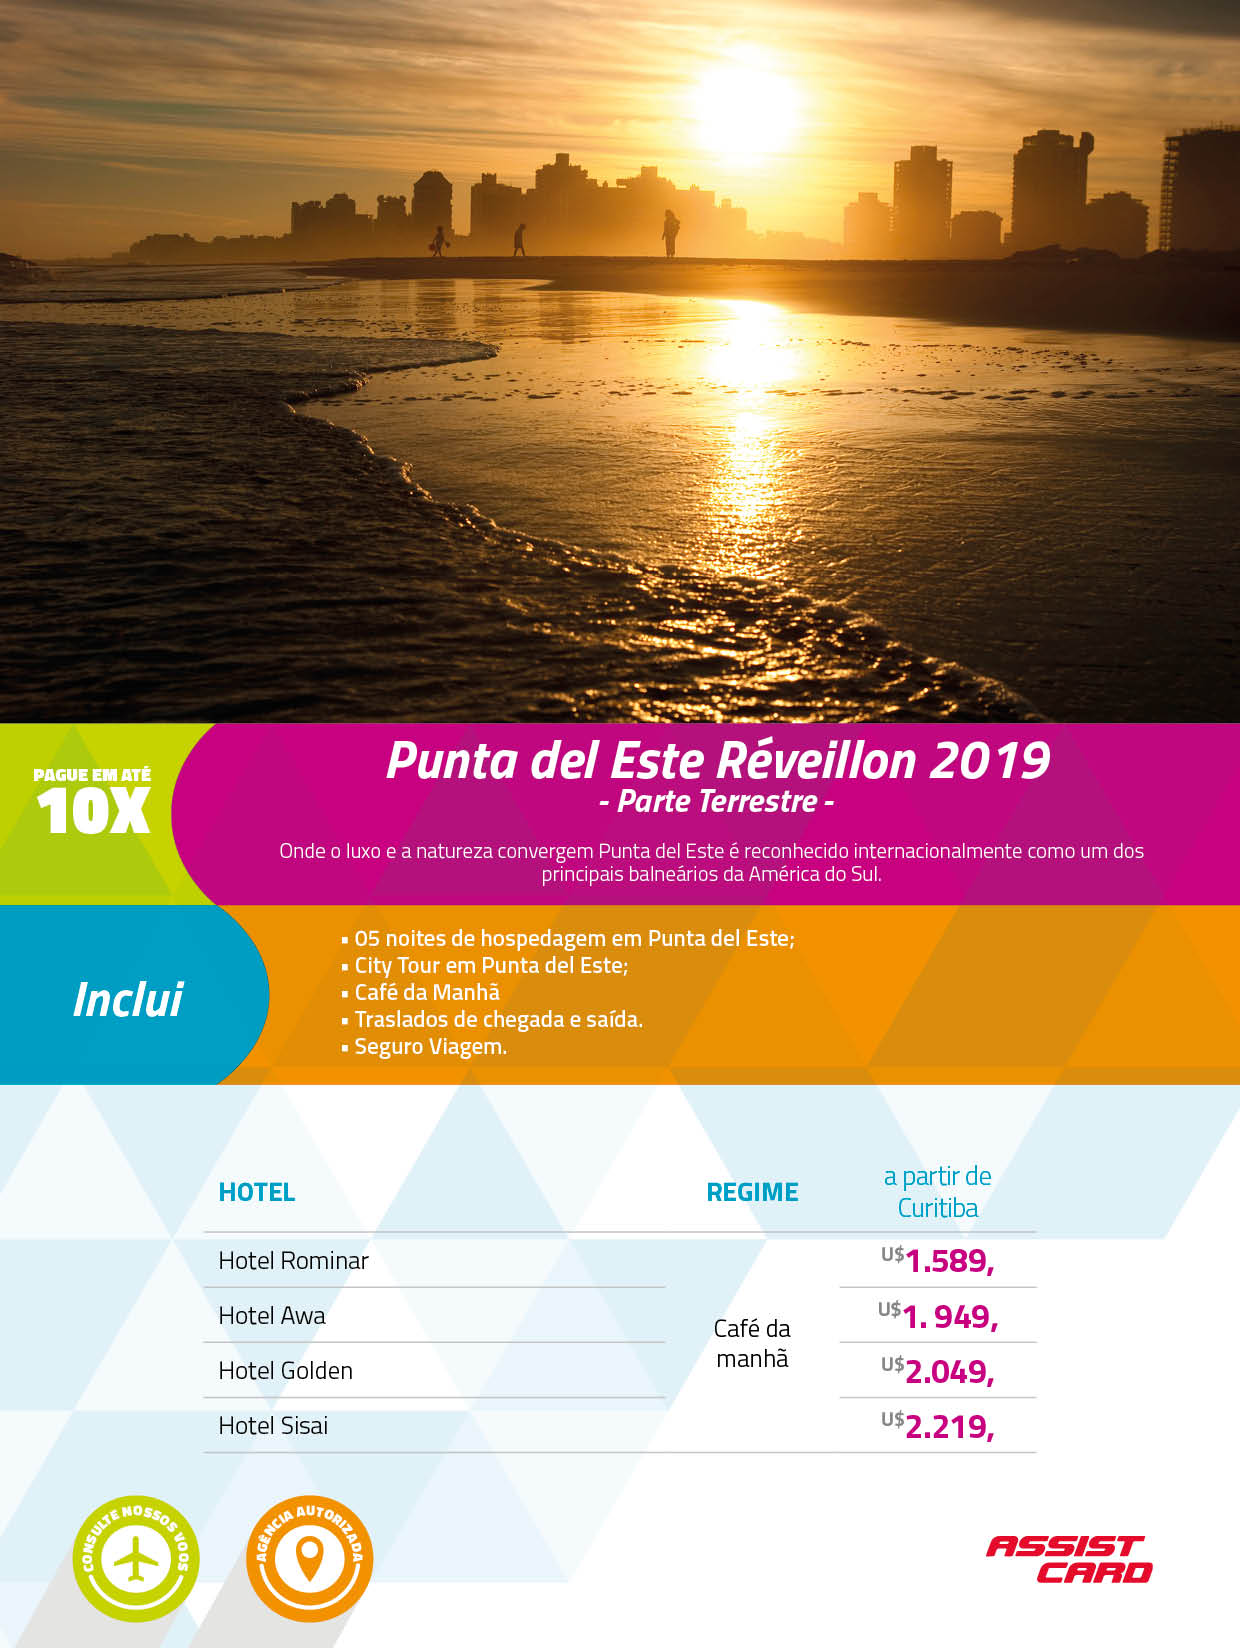 PAGUE EM ATÉ
10X
Punta del Este Réveillon 2019
- Parte Terrestre -
Onde o luxo e a natureza convergem Punta del Este é reconhecido internacionalmente como um dos
principais balneários da América do Sul.
Inclui
• 05 noites de hospedagem em Punta del Este;
• City Tour em Punta del Este;
• Café da Manhã
• Traslados de chegada e saída.
• Seguro Viagem.
HOTEL
REGIME
a partir de
Curitiba
Hotel Rominar
U$1.589,
Hotel Awa
U$1. 949,
Café da
manhã
Hotel Golden
U$2.049,
Hotel Sisai
U$2.219,
CONSULTE NOSSOS VOOS
AGÊNCIA AUTORIZADA
ASSIST
CARD